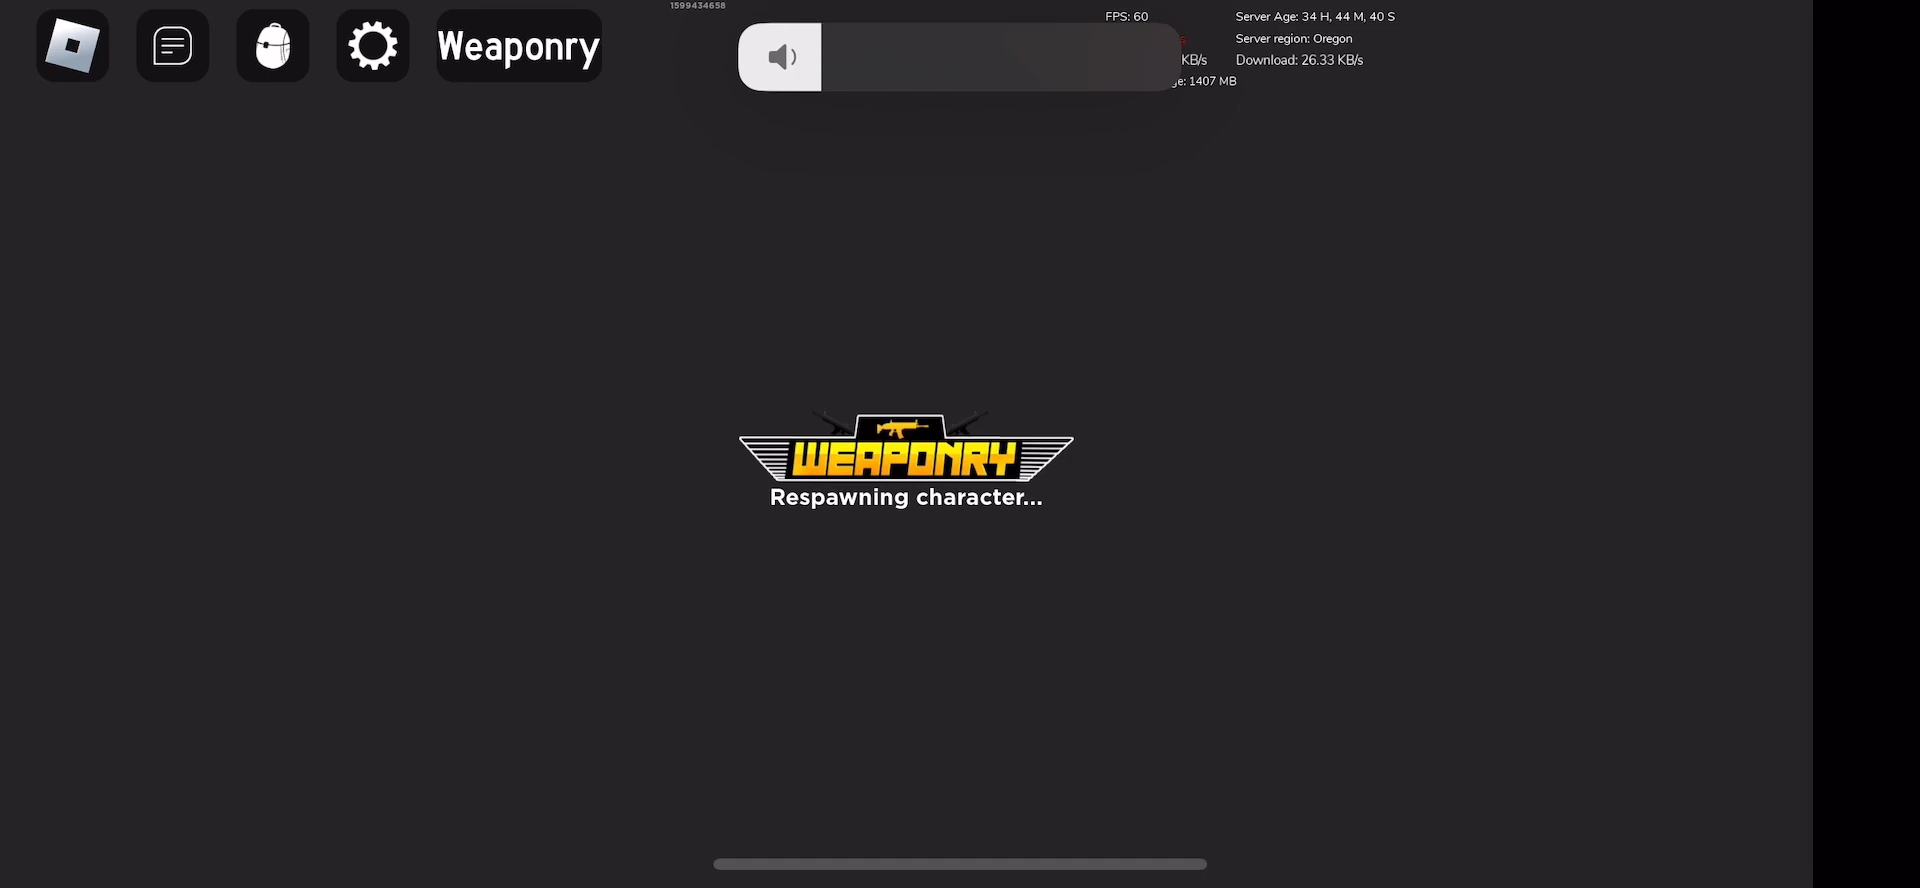 1599434658
Weaponry
FPS: 60
Server Age: 34 H, 44 M, 40 S
Server region: Oregon
KB/s
Download: 26.33 KB/s
1407 MB
WEAPONRY
Respawning character...